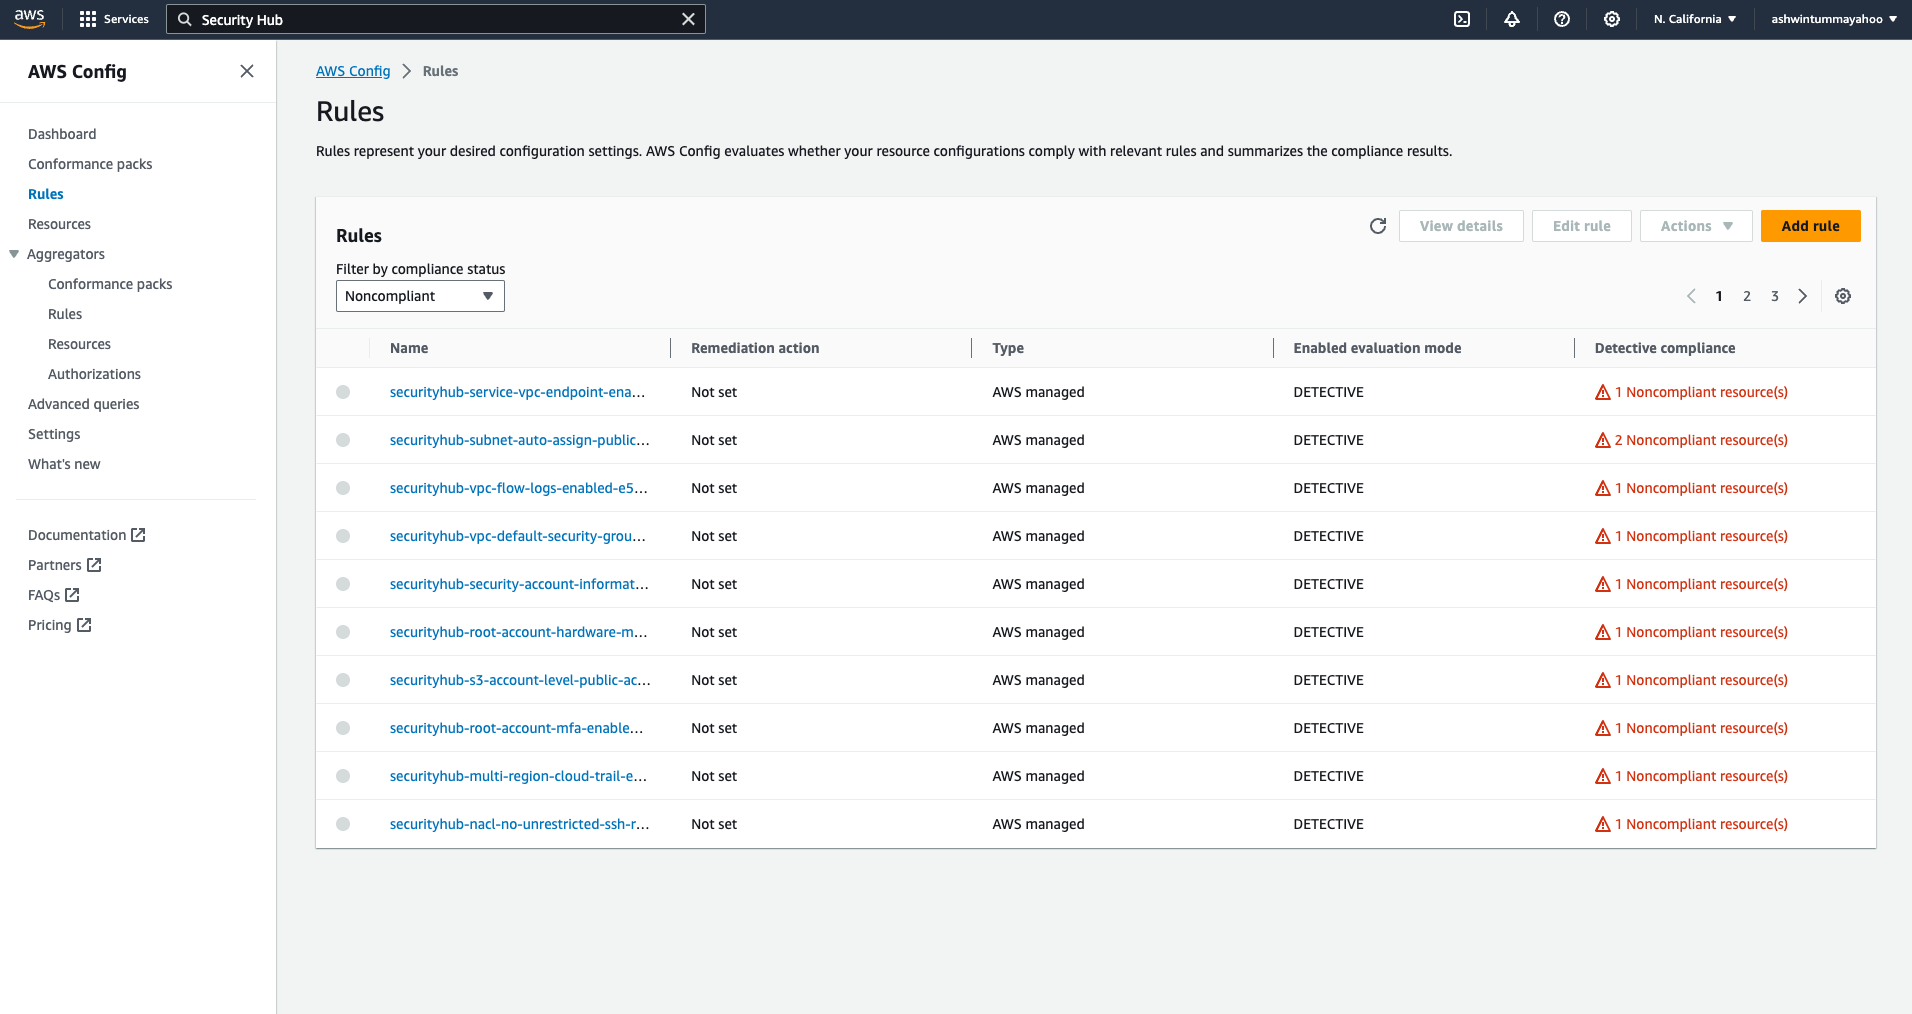 aws Services Security Hub N. California ashwintummayahoo
AWS Config
Dashboard
Conformance packs
Rules
Resources
Aggregators
Conformance packs
Rules
Resources
Authorizations
Advanced queries
Settings
What's new
Documentation
Partners
FAQs
Pricing
AWS Config Rules
Rules
Rules represent your desired configuration settings. AWS Config evaluates whether your resource configurations comply with relevant rules and summarizes the compliance results.
Rules
View details Edit rule Actions Add rule
Filter by compliance status
Noncompliant
1 2 3
Name Remediation action Type Enabled evaluation mode Detective compliance
securityhub-service-vpc-endpoint-ena... Not set AWS managed DETECTIVE 1 Noncompliant resource(s)
securityhub-subnet-auto-assign-public... Not set AWS managed DETECTIVE 2 Noncompliant resource(s)
securityhub-vpc-flow-logs-enabled-e5... Not set AWS managed DETECTIVE 1 Noncompliant resource(s)
securityhub-vpc-default-security-grou... Not set AWS managed DETECTIVE 1 Noncompliant resource(s)
securityhub-security-account-informat... Not set AWS managed DETECTIVE 1 Noncompliant resource(s)
securityhub-root-account-hardware-m... Not set AWS managed DETECTIVE 1 Noncompliant resource(s)
securityhub-s3-account-level-public-ac... Not set AWS managed DETECTIVE 1 Noncompliant resource(s)
securityhub-root-account-mfa-enable... Not set AWS managed DETECTIVE 1 Noncompliant resource(s)
securityhub-multi-region-cloud-trail-e... Not set AWS managed DETECTIVE 1 Noncompliant resource(s)
securityhub-nacl-no-unrestricted-ssh-r... Not set AWS managed DETECTIVE 1 Noncompliant resource(s)